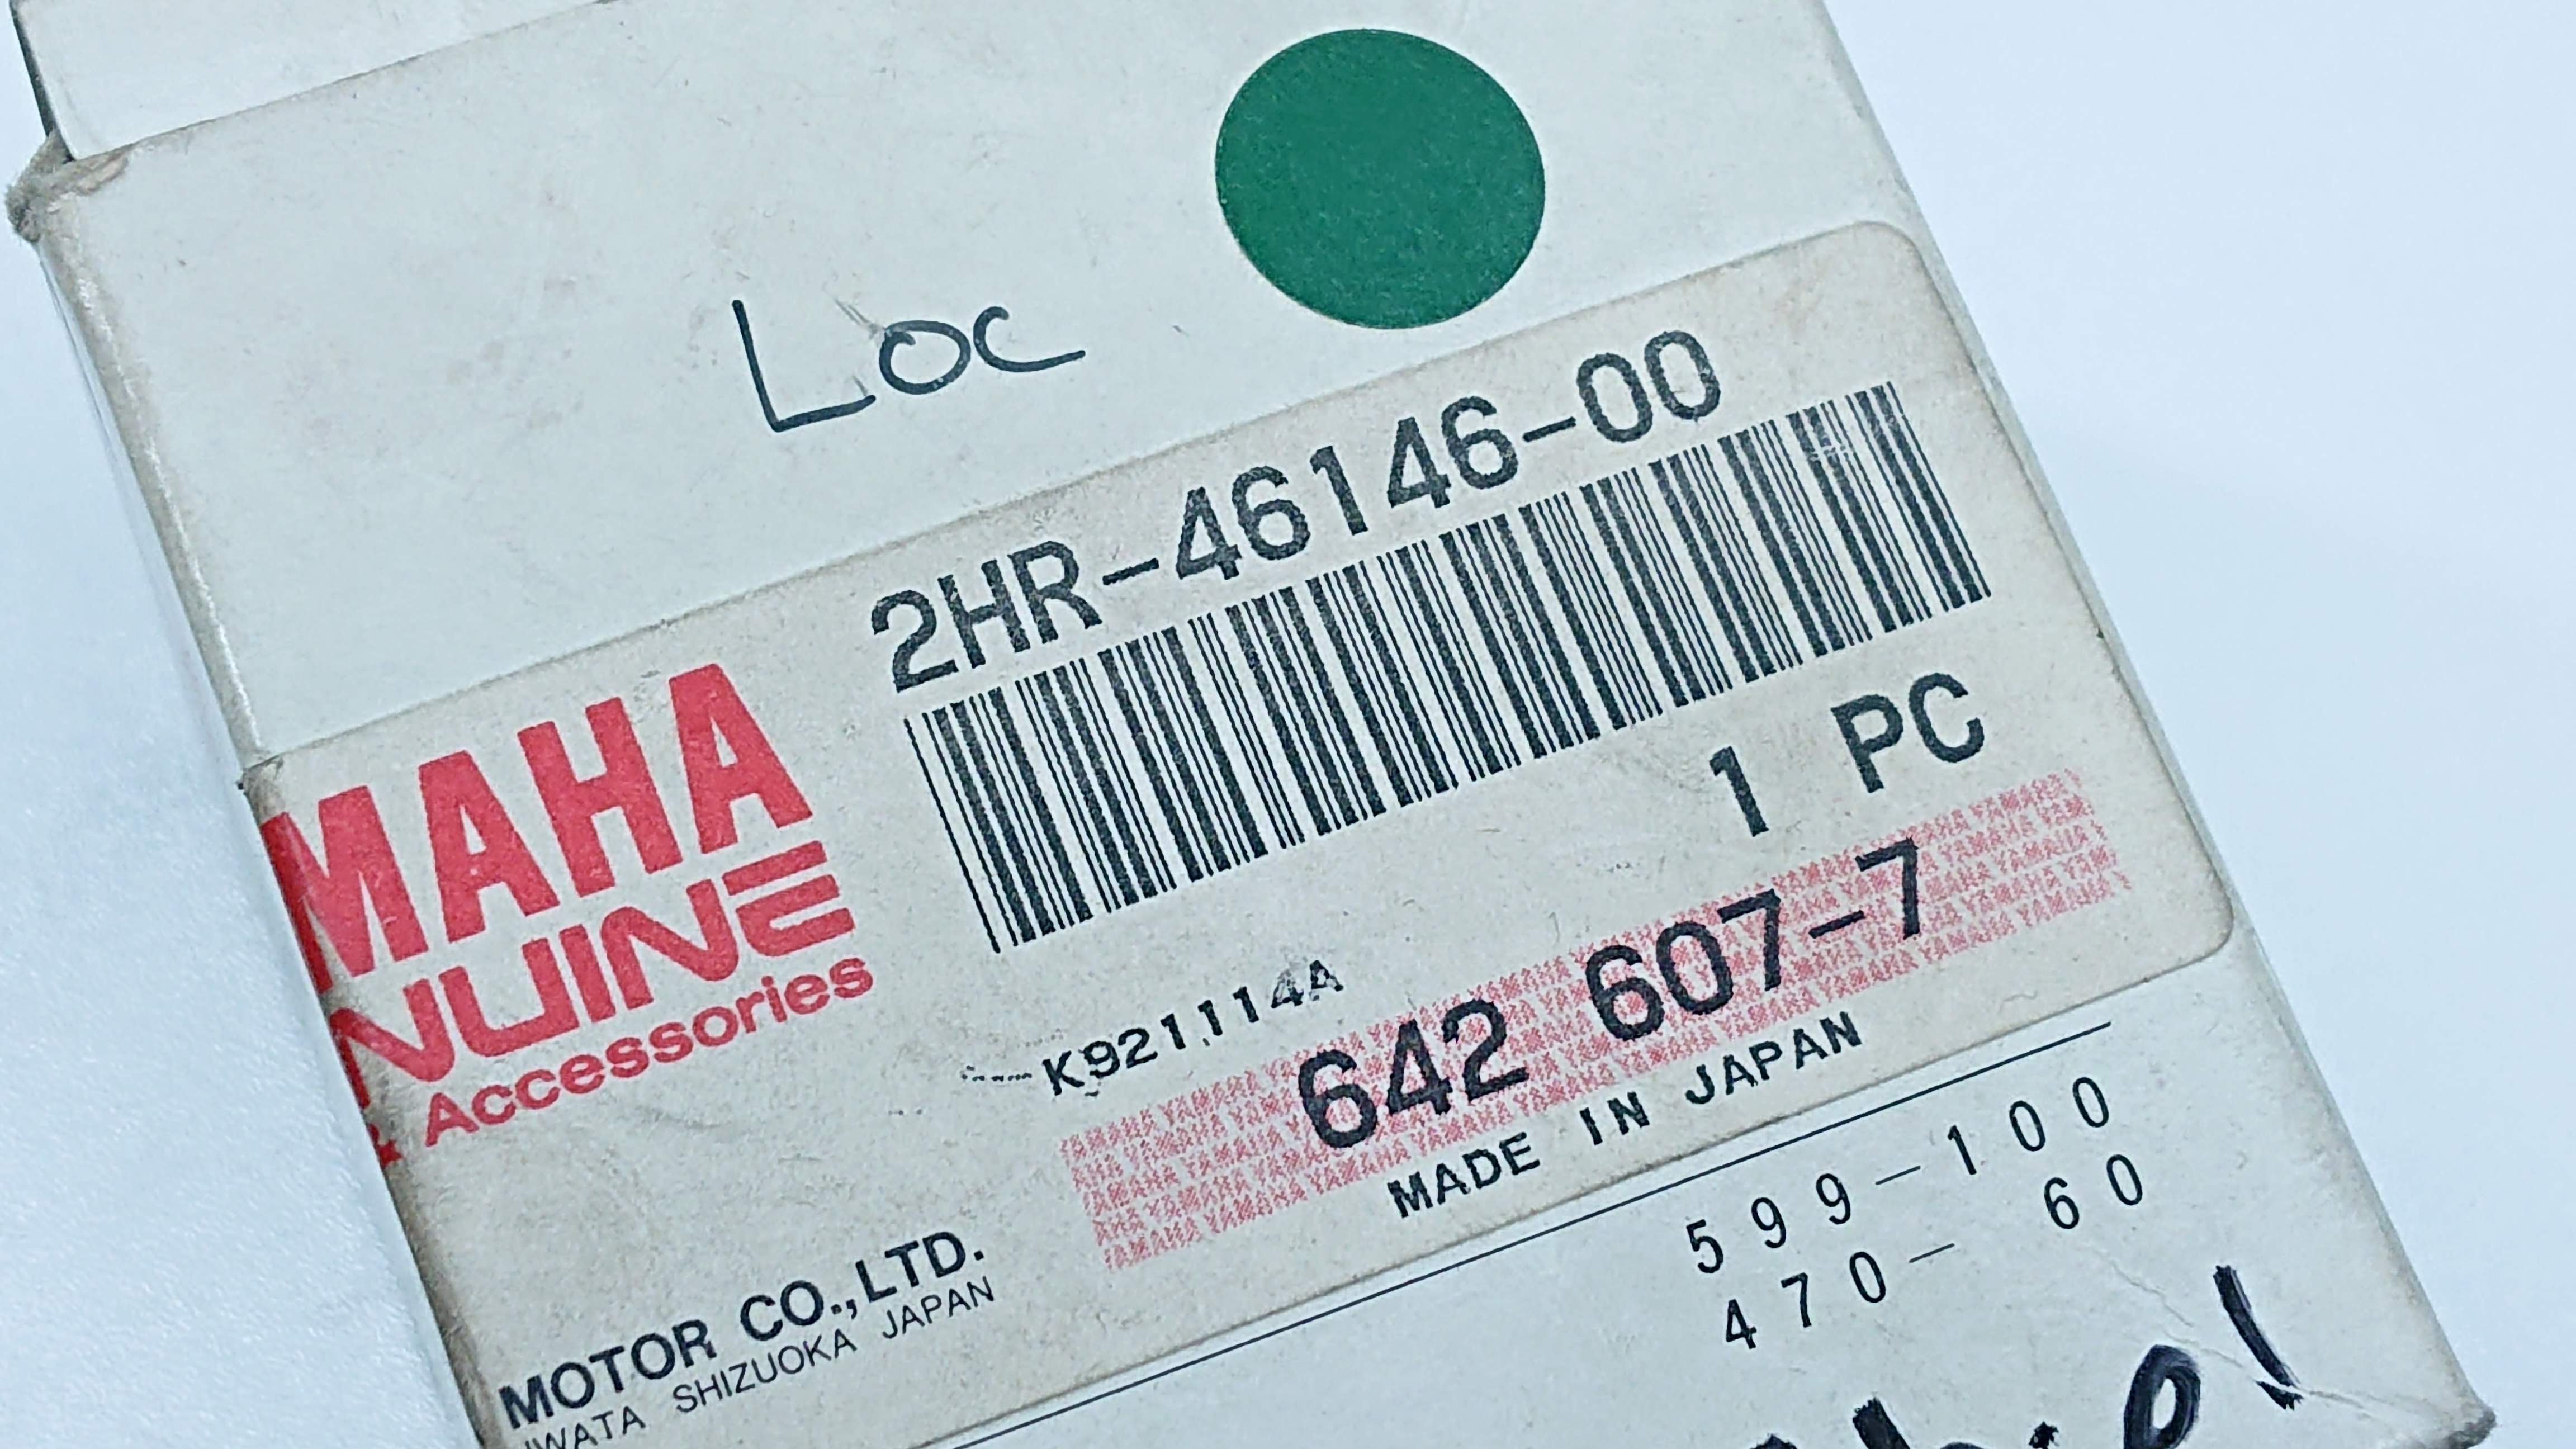 Loc
2HR-46146-00
1 PC
MAHA
NUINE
& Accessories
K921114A
642 607-7
MADE IN JAPAN
MOTOR CO.,LTD.
IWATA SHIZUOKA JAPAN
599-100
470- 60